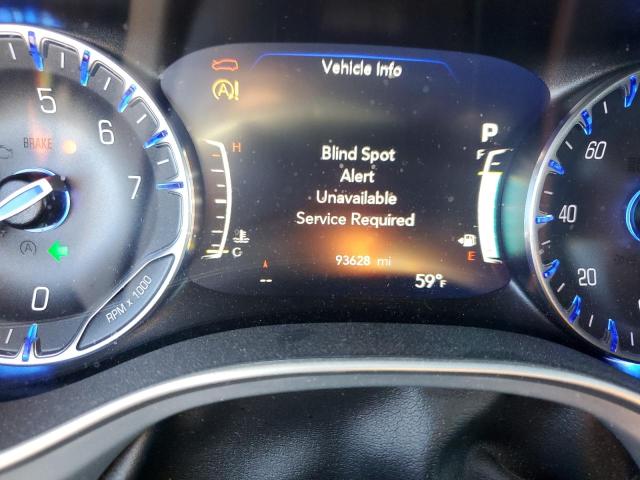 Vehicle Info
(A)!
5
6
7
0
BRAKE
RPM x 1000
H
C
Blind Spot
Alert
Unavailable
Service Required
93628 mi
--
59°F
P
F
E
60
40
20